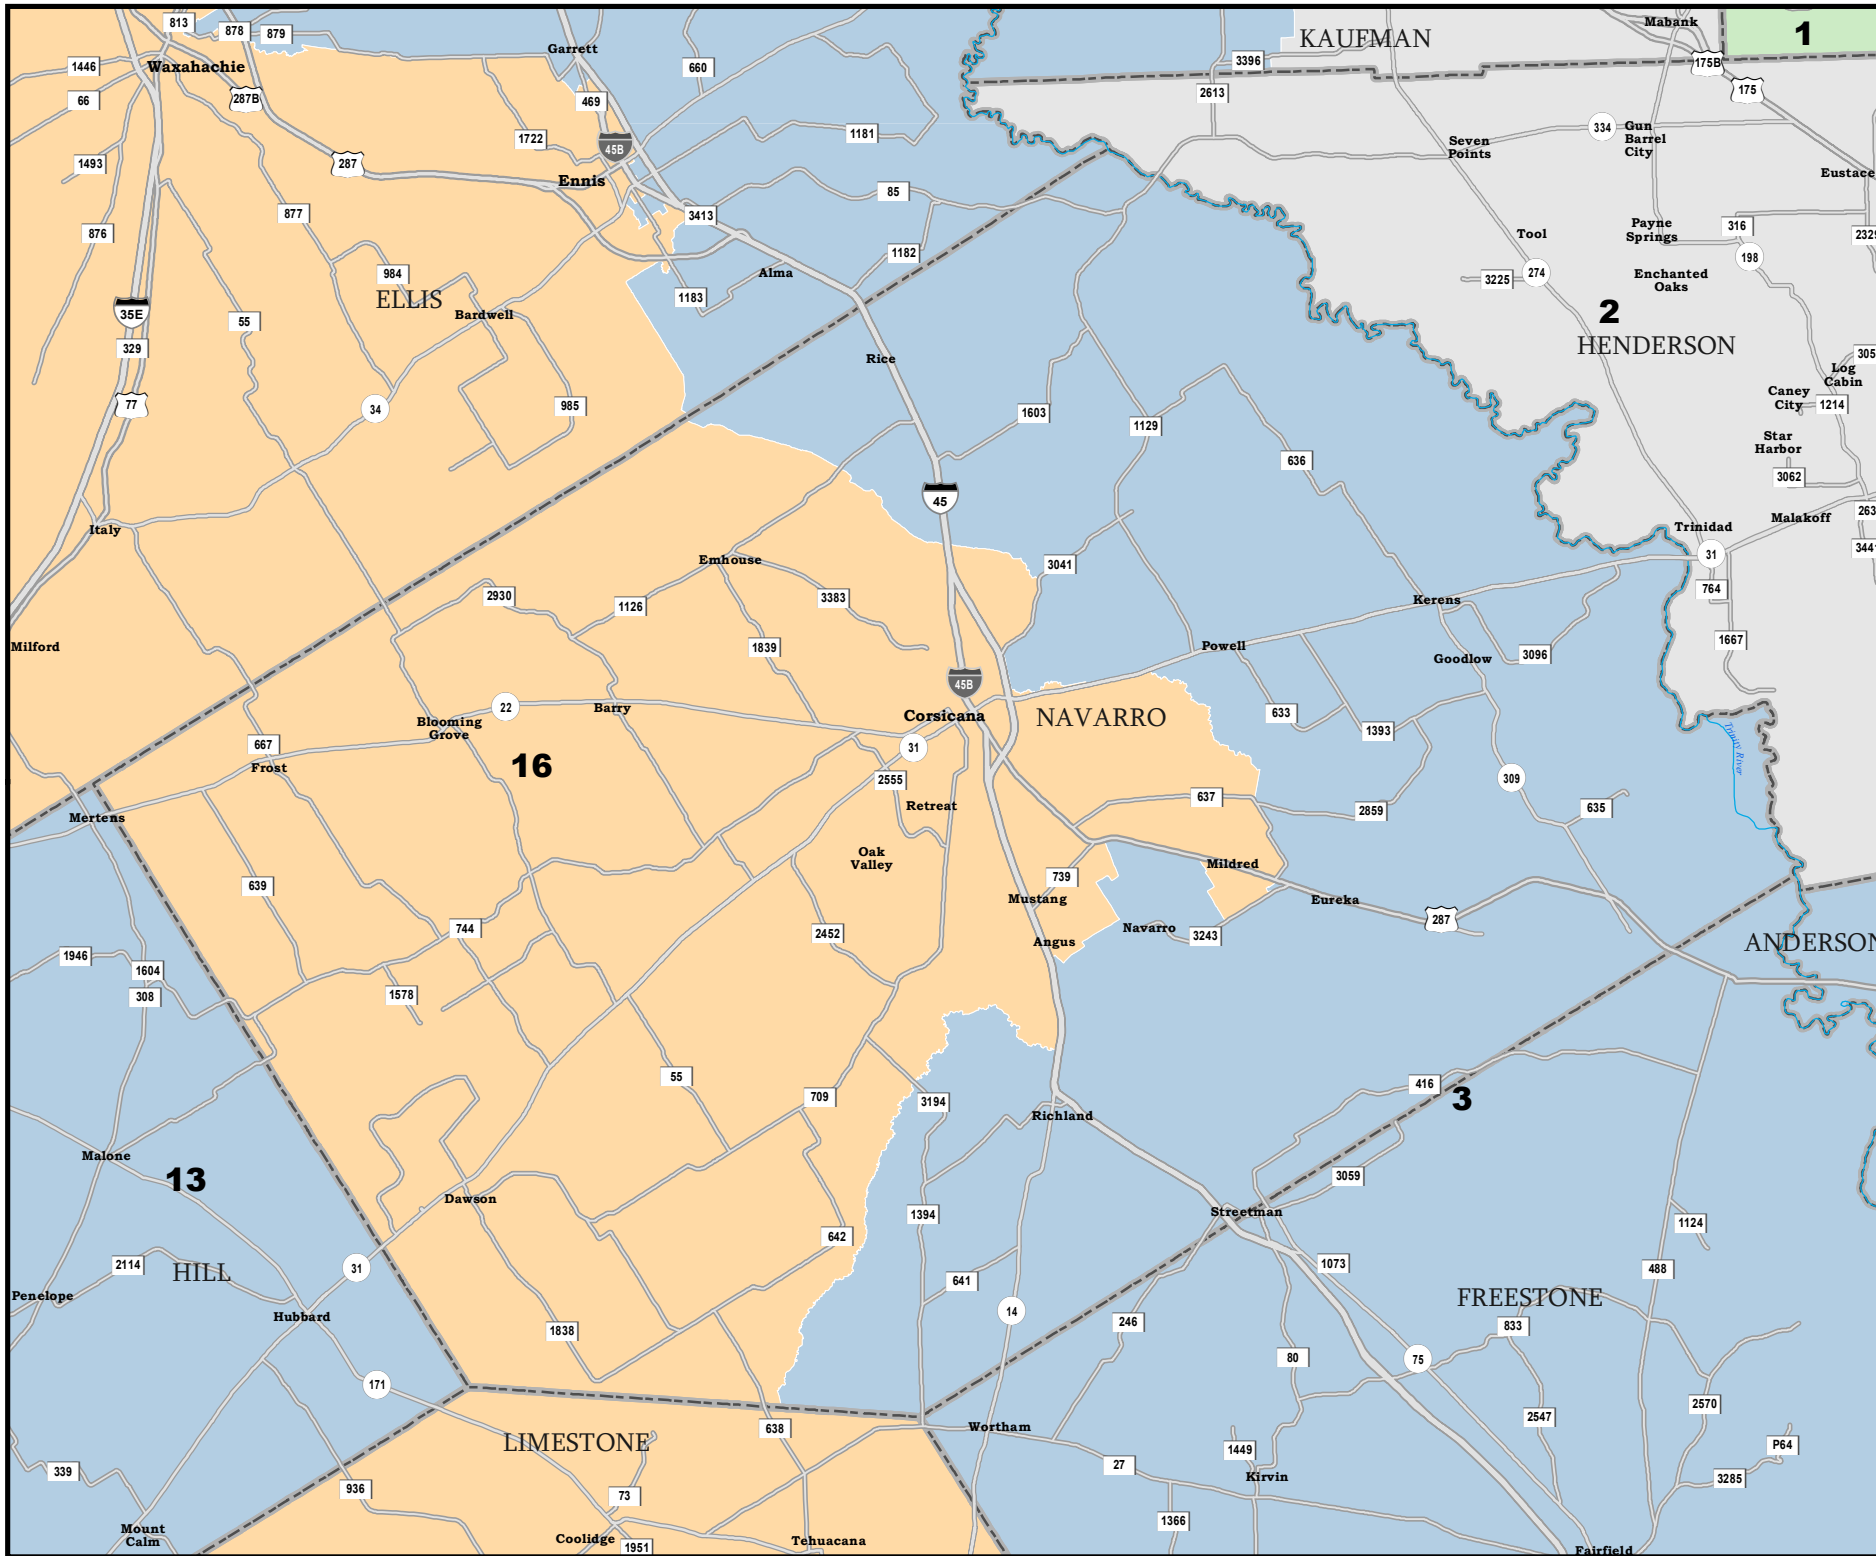 813
878
879
Garrett
KAUFMAN
Mabank
1
1446
Waxahachie
660
3396
175B
66
287B
469
2613
175
1722
45B
1181
334
Gun
Barrel
City
Seven
Points
1493
287
Ennis
85
Eustace
877
3413
876
1182
Tool
Payne
Springs
316
2329
198
984
ELLIS
Alma
3225
274
Enchanted
Oaks
1183
35E
55
Bardwell
2
HENDERSON
329
Rice
Log
Cabin
77
34
985
1603
1129
Caney
City
1214
Star
Harbor
636
3062
45
Italy
Trinidad
Malakoff
31
Emhouse
3041
764
2930
1126
3383
Kerens
Milford
1839
Powell
Goodlow
3096
1667
45B
22
Blooming
Grove
Barry
Corsicana
NAVARRO
633
1393
667
31
Trinity River
Frost
16
2555
309
Retreat
637
2859
635
Mertens
Oak
Valley
Mildred
639
739
Mustang
Eureka
744
2452
Navarro
3243
287
Angus
ANDERSON
1946
1604
308
1578
55
709
3194
416
3
Richland
Malone
13
3059
Dawson
1394
Streetman
1124
642
2114
HILL
31
641
1073
488
Penelope
FREESTONE
Hubbard
14
1838
246
833
171
80
75
638
Wortham
2547
2570
LIMESTONE
1449
P64
339
27
Kirvin
3285
936
73
1366
Mount
Calm
Coolidge
1951
Tehuacana
Fairfield